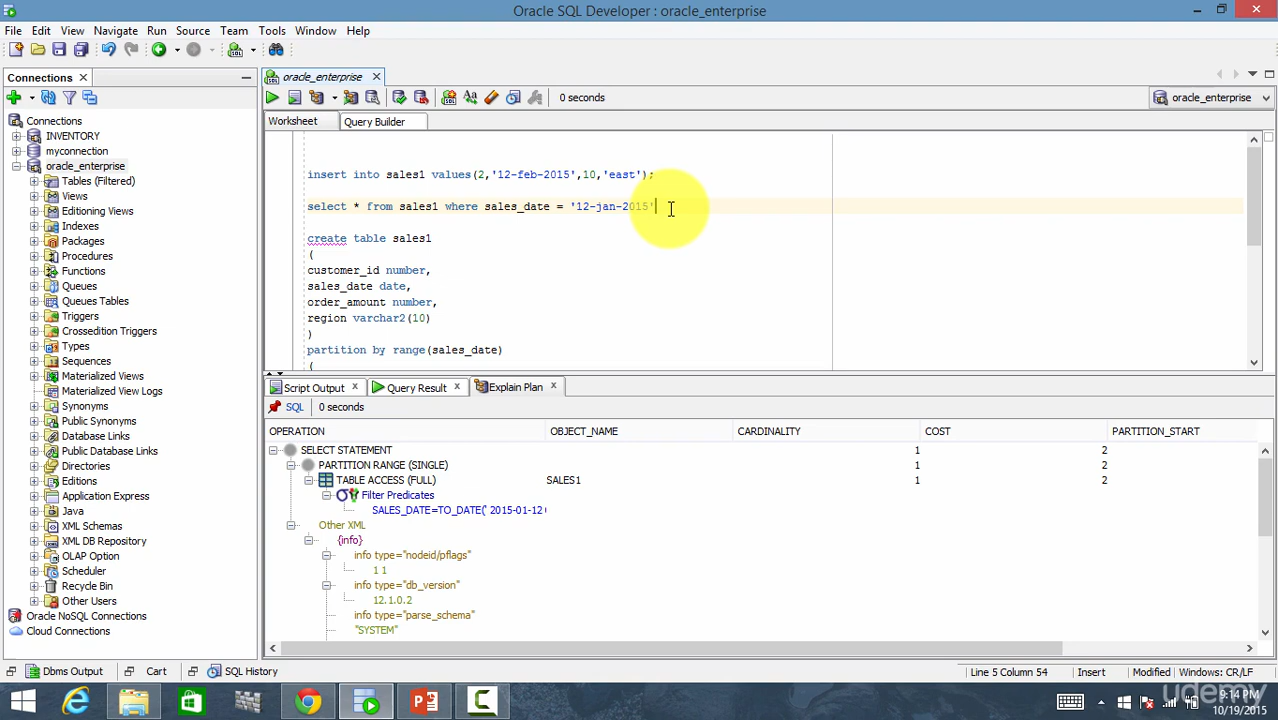 Oracle SQL Developer : oracle_enterprise
File Edit View Navigate Run Source Team Tools Window Help
Connections
oracle_enterprise
0 seconds
oracle_enterprise
Worksheet Query Builder
Connections
INVENTORY
myconnection
oracle_enterprise
Tables (Filtered)
Views
Editioning Views
Indexes
Packages
Procedures
Functions
Queues
Queues Tables
Triggers
Crossedition Triggers
Types
Sequences
Materialized Views
Materialized View Logs
Synonyms
Public Synonyms
Database Links
Public Database Links
Directories
Editions
Application Express
Java
XML Schemas
XML DB Repository
OLAP Option
Scheduler
Recycle Bin
Other Users
Oracle NoSQL Connections
Cloud Connections
insert into sales1 values(2,'12-feb-2015',10,'east');
select * from sales1 where sales_date = '12-jan-2015'
create table sales1
(
customer_id number,
sales_date date,
order_amount number,
region varchar2(10)
)
partition by range(sales_date)
(
Script Output Query Result Explain Plan
SQL 0 seconds
OPERATION OBJECT_NAME CARDINALITY COST PARTITION_START
SELECT STATEMENT 1 2
PARTITION RANGE (SINGLE) 1 2
TABLE ACCESS (FULL) SALES1 1 2
Filter Predicates
SALES_DATE=TO_DATE(' 2015-01-12
Other XML
{info}
info type="nodeid/pflags"
1 1
info type="db_version"
12.1.0.2
info type="parse_schema"
"SYSTEM"
Dbms Output Cart SQL History
Line 5 Column 54 Insert Modified Windows: CR/LF
9:14 PM
10/19/2015
udemy